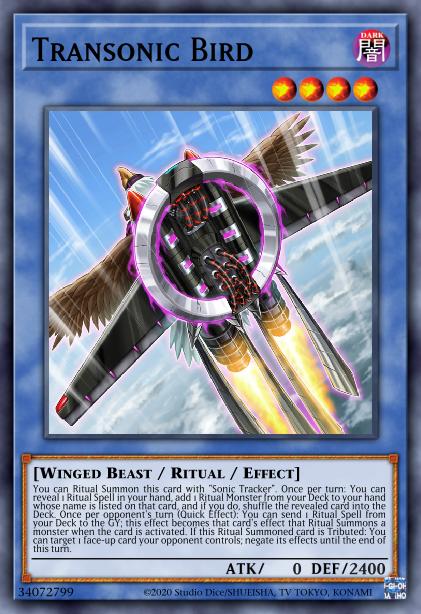 Transonic Bird
DARK
闇
[Winged Beast / Ritual / Effect]
You can Ritual Summon this card with "Sonic Tracker". Once per turn: You can
reveal 1 Ritual Spell in your hand, add 1 Ritual Monster from your Deck to your hand
whose name is listed on that card, and if you do, shuffle the revealed card into the
Deck. Once per opponent's turn (Quick Effect): You can send 1 Ritual Spell from
your Deck to the GY; this effect becomes that card's effect that Ritual Summons a
monster when the card is activated. If this Ritual Summoned card is Tributed: You
can target 1 face-up card your opponent controls; negate its effects until the end of
this turn.
ATK/ 0 DEF/2400
34072799 ©2020 Studio Dice/SHUEISHA, TV TOKYO, KONAMI